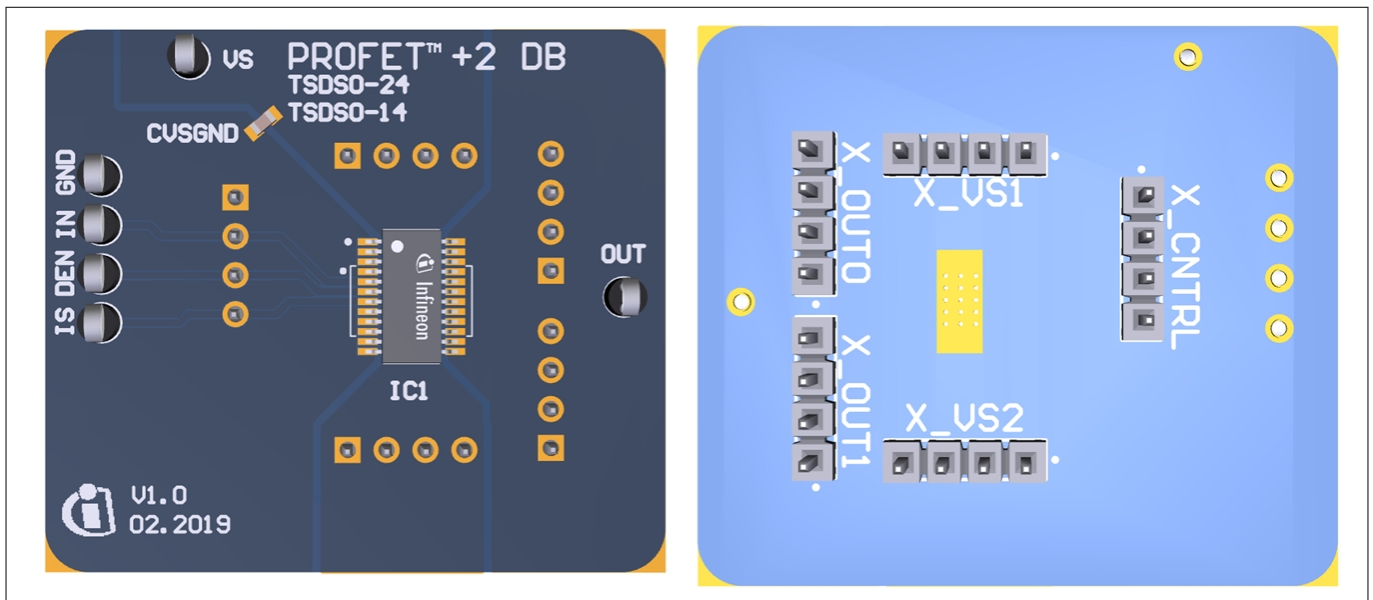 VS
PROFET™ +2 DB
TSDSO-24
TSDSO-14
CVSGND
GND
IN
DEN
IS
Infineon
OUT
IC1
V1.0
02.2019
X_OUT0
X_VS1
X_CNTRL
X_OUT1
X_VS2